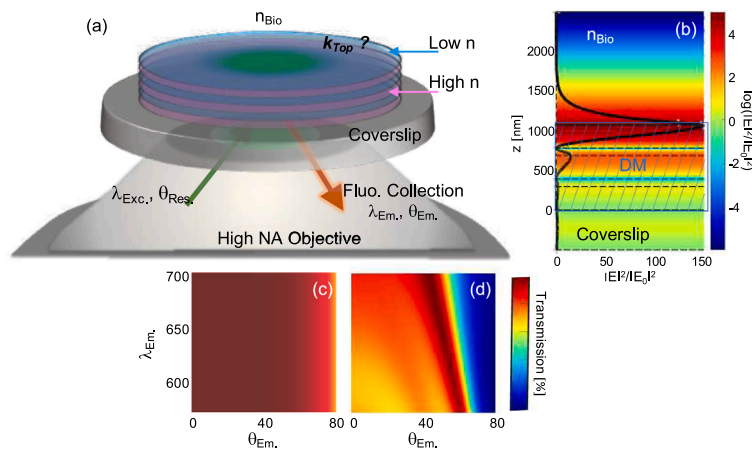 (a)
n_Bio
k_Top ?
Low n
High n
Coverslip
λ_Exc., θ_Res.
Fluo. Collection
λ_Em., θ_Em.
High NA Objective
(b)
n_Bio
DM
Coverslip
z [nm]
2000
1500
1000
500
0
0 50 100 150
|E|²/|E₀|²
4
2
0
-2
-4
log(|E|²/|E₀|²)
(c)
700
650
600
λ_Em.
0 40 80
θ_Em.
(d)
0 40 80
θ_Em.
Transmission [%]